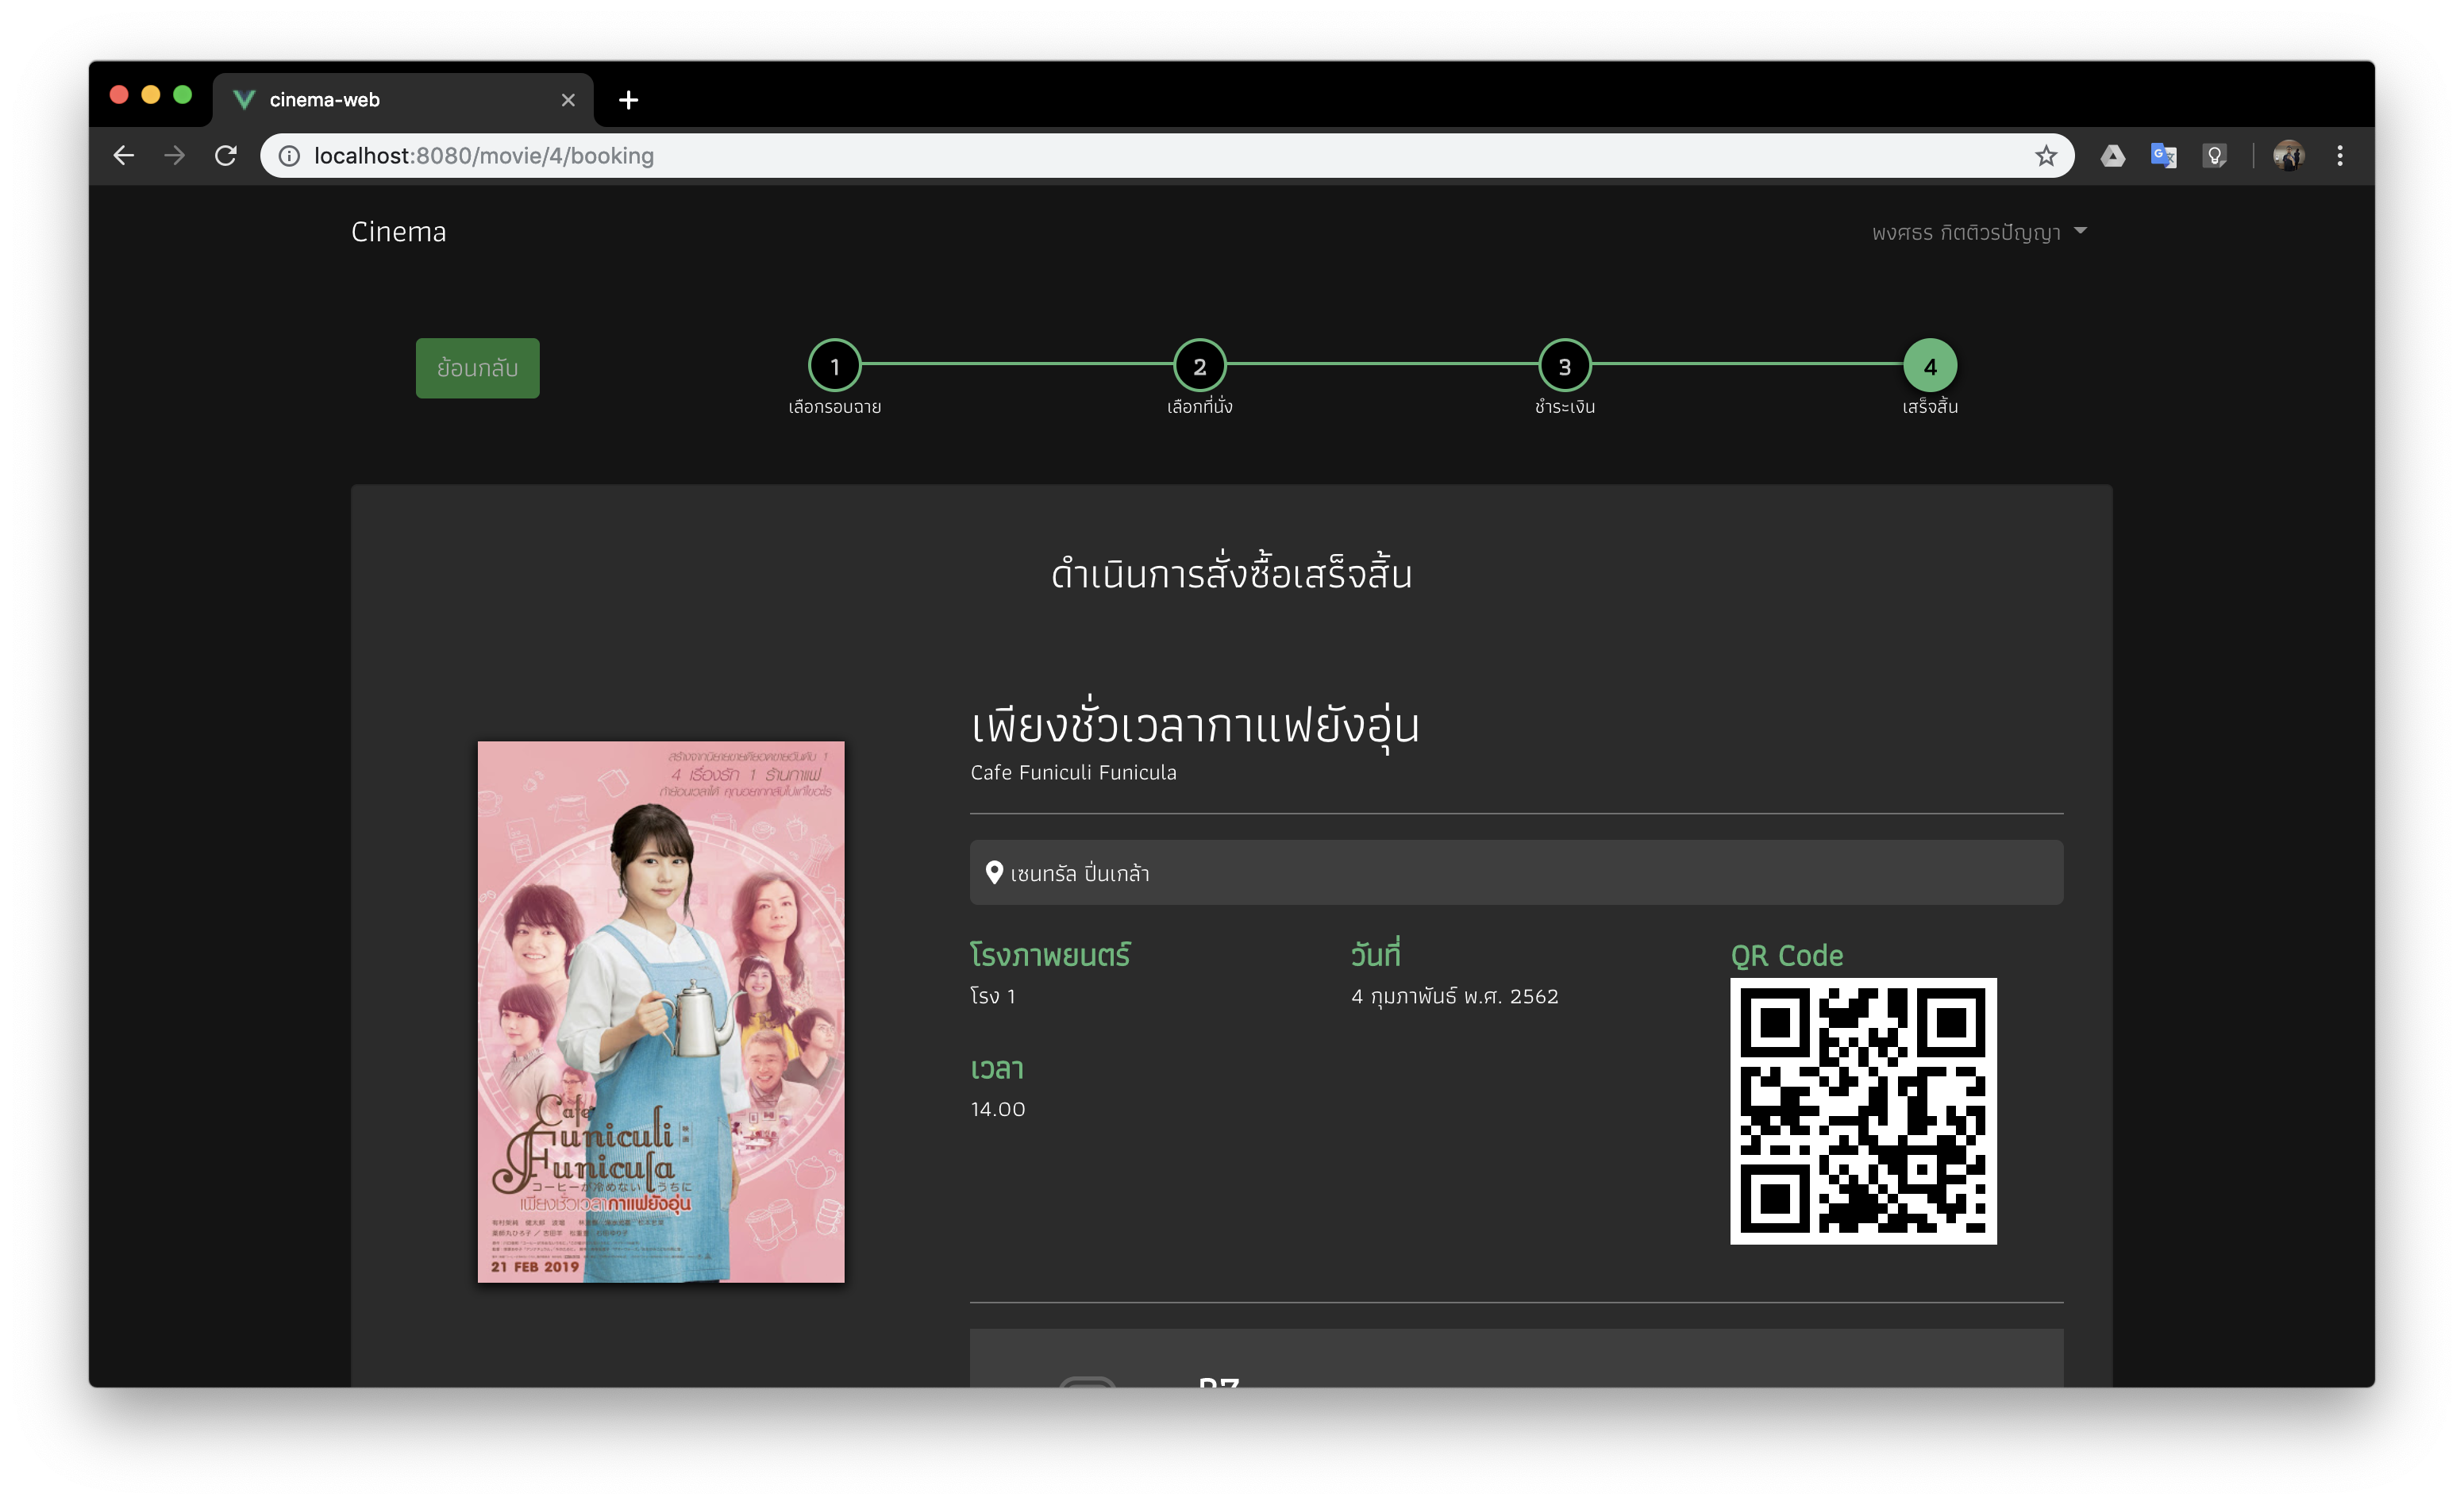 cinema-web
localhost:8080/movie/4/booking
Cinema
พงศธร กิตติวรปัญญา
ย้อนกลับ
1
2
3
4
เลือกรอบฉาย
เลือกที่นั่ง
ชำระเงิน
เสร็จสิ้น
ดำเนินการสั่งซื้อเสร็จสิ้น
เพียงชั่วเวลากาแฟยังอุ่น
Cafe Funiculi Funicula
เซนทรัล ปิ่นเกล้า
โรงภาพยนตร์
โรง 1
วันที่
4 กุมภาพันธ์ พ.ศ. 2562
QR Code
เวลา
14.00
สร้างจากนิยายขายดียอดขายอันดับ 1
4 เรื่องรัก 1 ร้านกาแฟ
ถ้าย้อนเวลาได้ คุณอยากกลับไปแก้ไขอะไร
Cafe
Funiculi
Funicula
コーヒーが冷めないうちに
เพียงชั่วเวลากาแฟยังอุ่น
21 FEB 2019